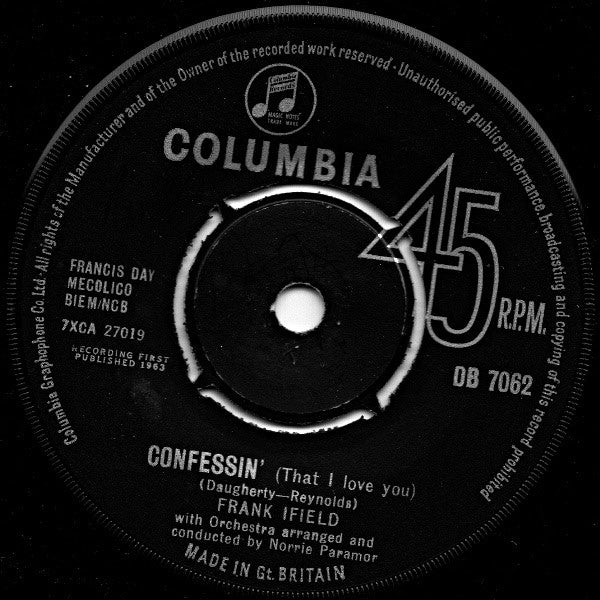 Columbia Graphophone Co. Ltd. · All rights of the Manufacturer and of the Owner of the recorded work reserved · Unauthorised public performance, broadcasting and copying of this record prohibited
Columbia
Records
MAGIC NOTES
TRADE MARK
COLUMBIA
45
R.P.M.
FRANCIS DAY
MECOLICO
BIEM/NCB
7XCA 27019
RECORDING FIRST
PUBLISHED 1963
DB 7062
CONFESSIN' (That I love you)
(Daugherty—Reynolds)
FRANK IFIELD
with Orchestra arranged and
conducted by Norrie Paramor
MADE IN Gt. BRITAIN